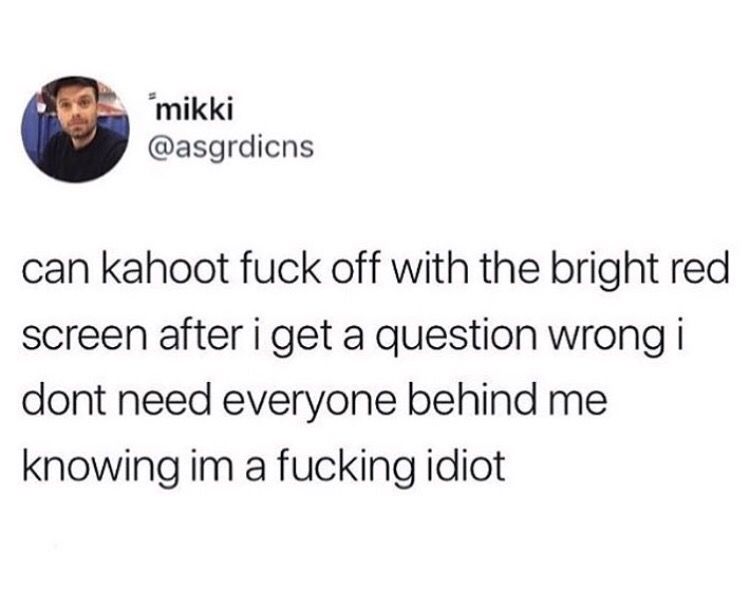 "mikki
@asgrdicns
can kahoot fuck off with the bright red
screen after i get a question wrong i
dont need everyone behind me
knowing im a fucking idiot